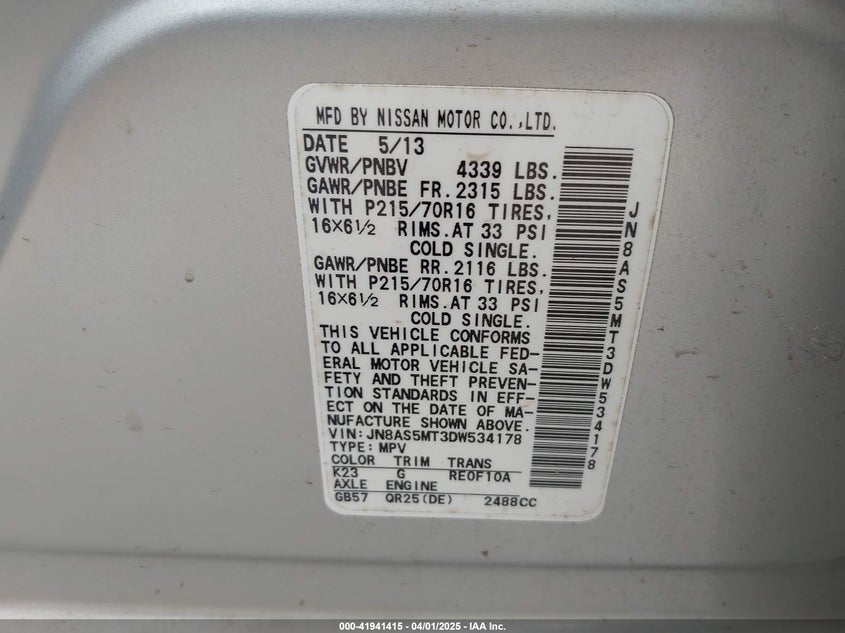 MFD BY NISSAN MOTOR CO.,LTD.
DATE 5/13
GVWR/PNBV 4339 LBS.
GAWR/PNBE FR. 2315 LBS.
WITH P215/70R16 TIRES,
16×6½ RIMS.AT 33 PSI
COLD SINGLE.
GAWR/PNBE RR. 2116 LBS.
WITH P215/70R16 TIRES,
16×6½ RIMS.AT 33 PSI
COLD SINGLE.
THIS VEHICLE CONFORMS
TO ALL APPLICABLE FED-
ERAL MOTOR VEHICLE SA-
FETY AND THEFT PREVEN-
TION STANDARDS IN EFF-
ECT ON THE DATE OF MA-
NUFACTURE SHOWN ABOVE.
VIN:JN8AS5MT3DW534178
TYPE:MPV
COLOR TRIM TRANS
K23 G RE0F10A
AXLE ENGINE
GB57 QR25(DE) 2488CC
JN8AS5MT3DW534178
000-41941415 | 04/01/2025 - IAA Inc.